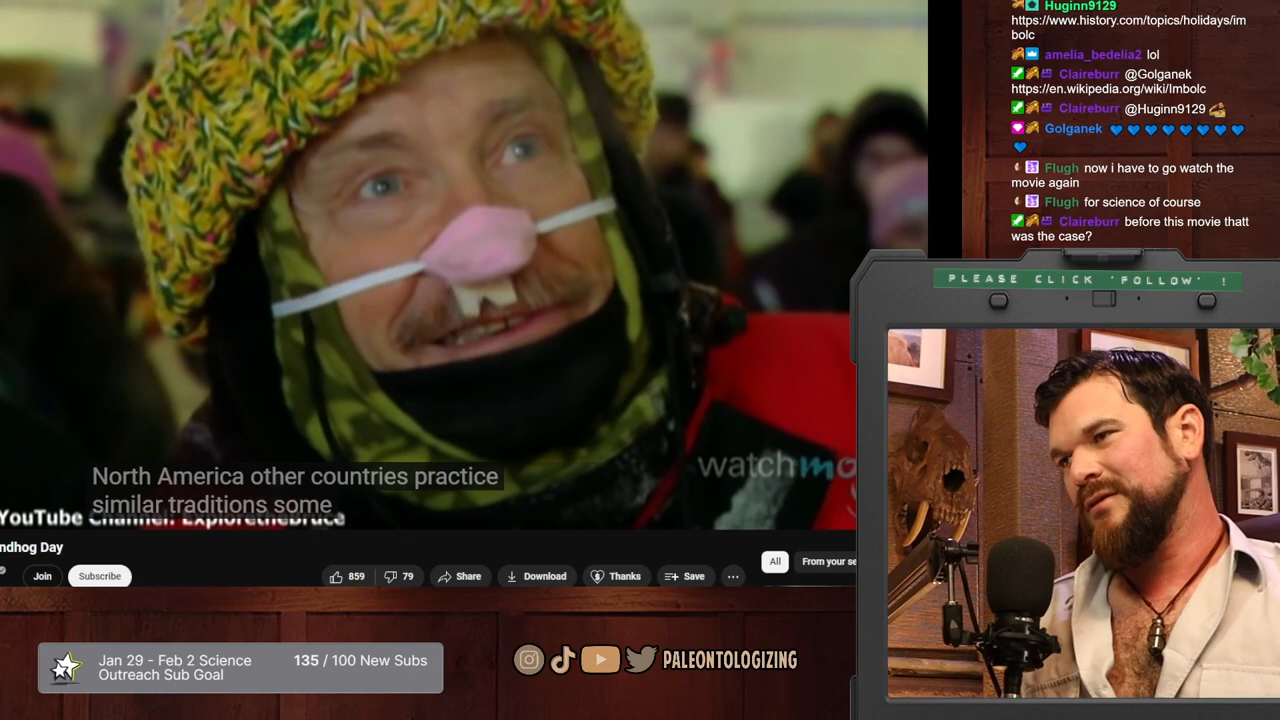 Huginn9129
https://www.history.com/topics/holidays/im
bolc
amelia_bedelia2 lol
Claireburr @Golganek
https://en.wikipedia.org/wiki/Imbolc
Claireburr @Huginn9129
Golganek
Flugh now i have to go watch the
movie again
Flugh for science of course
Claireburr before this movie thatt
was the case?
PLEASE CLICK 'FOLLOW' !
North America other countries practice
similar traditions some
watchmo
YouTube Channel: Explorethebruce
ndhog Day
Join
Subscribe
859
79
Share
Download
Thanks
Save
All
From your se
Jan 29 - Feb 2 Science
Outreach Sub Goal
135 / 100 New Subs
PALEONTOLOGIZING